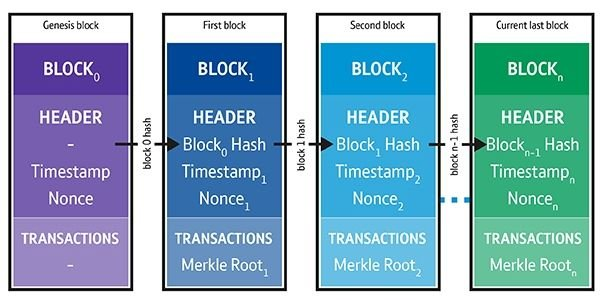 Genesis block
BLOCK0
HEADER
–
Timestamp
Nonce
TRANSACTIONS
–
block 0 hash
First block
BLOCK1
HEADER
Block0 Hash
Timestamp1
Nonce1
TRANSACTIONS
Merkle Root1
block 1 hash
Second block
BLOCK2
HEADER
Block1 Hash
Timestamp2
Nonce2
TRANSACTIONS
Merkle Root2
block n-1 hash
Current last block
BLOCKn
HEADER
Blockn-1 Hash
Timestampn
Noncen
TRANSACTIONS
Merkle Rootn